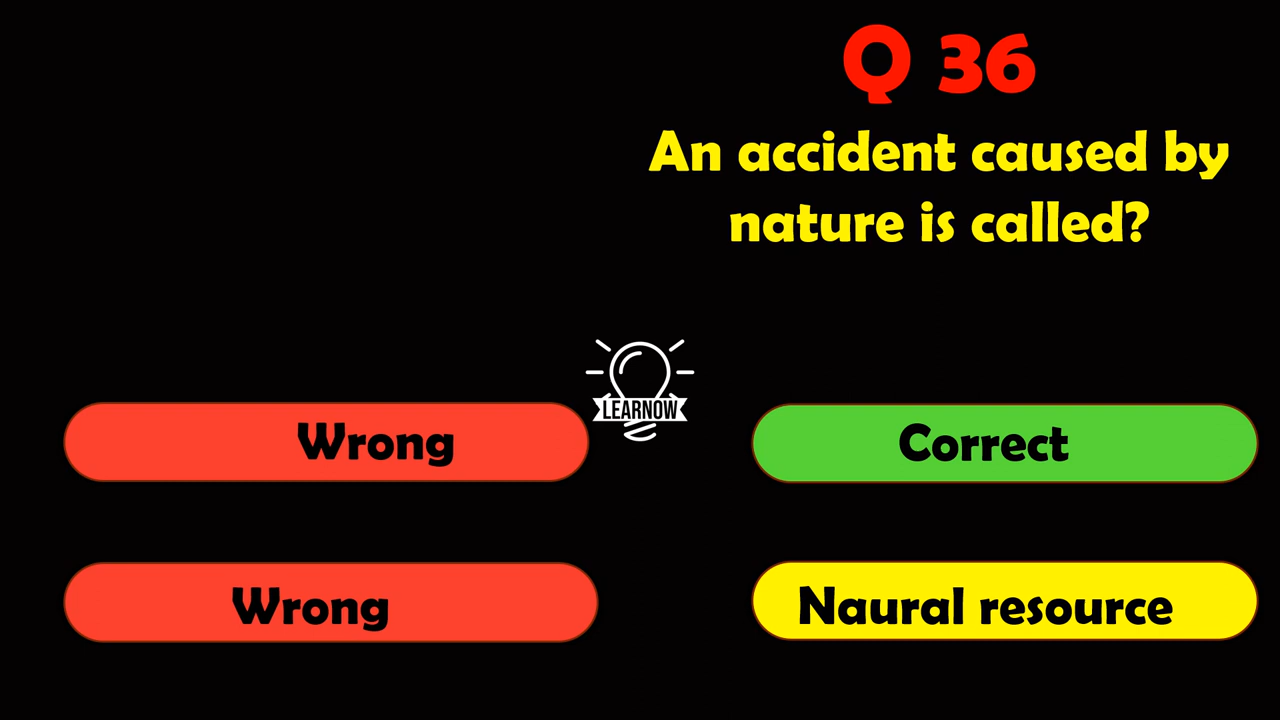 Q 36
An accident caused by
nature is called?
LEARNOW
Wrong
Correct
Wrong
Naural resource